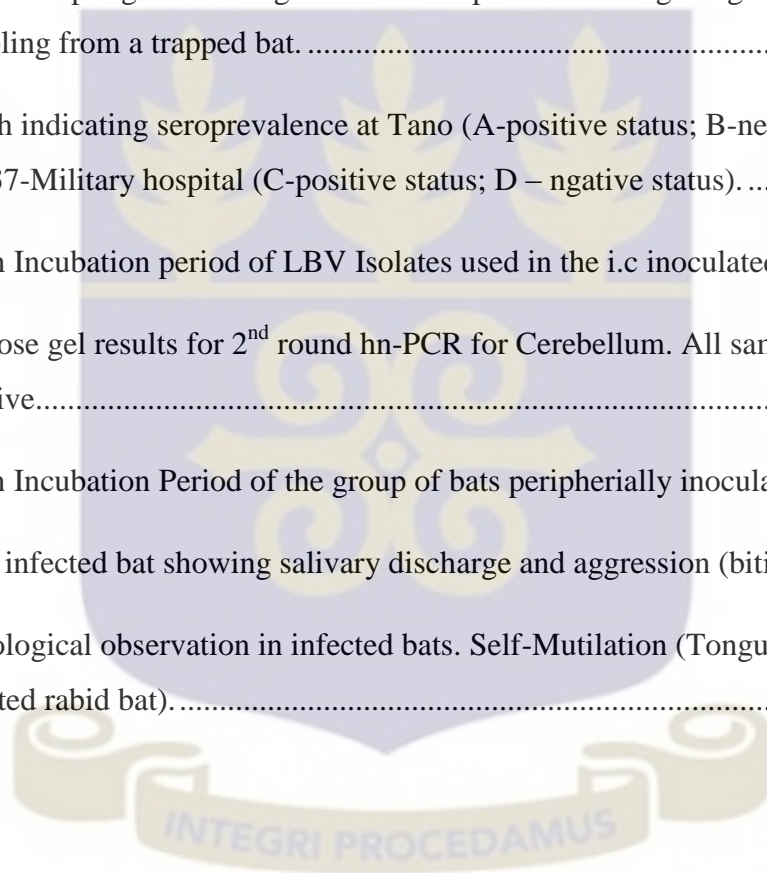 ling from a trapped bat. ..........................................................
h indicating seroprevalence at Tano (A-positive status; B-ne
37-Military hospital (C-positive status; D – ngative status). ...
n Incubation period of LBV Isolates used in the i.c inoculated
ose gel results for 2nd round hn-PCR for Cerebellum. All san
ive..........................................................................................
n Incubation Period of the group of bats peripherially inocula
infected bat showing salivary discharge and aggression (biti
ological observation in infected bats. Self-Mutilation (Tongu
ted rabid bat). ..........................................................................
INTEGRI PROCEDAMUS